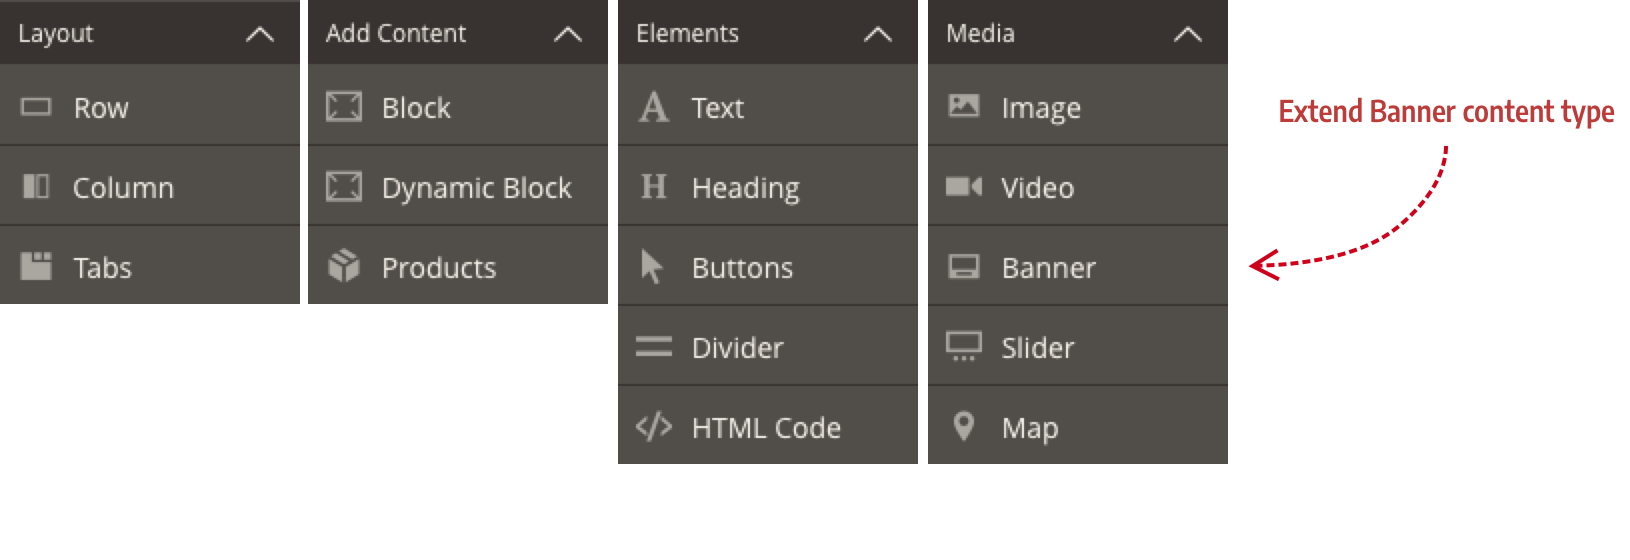 Layout
Row
Column
Tabs
Add Content
Block
Dynamic Block
Products
Elements
Text
Heading
Buttons
Divider
HTML Code
Media
Image
Video
Banner
Slider
Map
Extend Banner content type